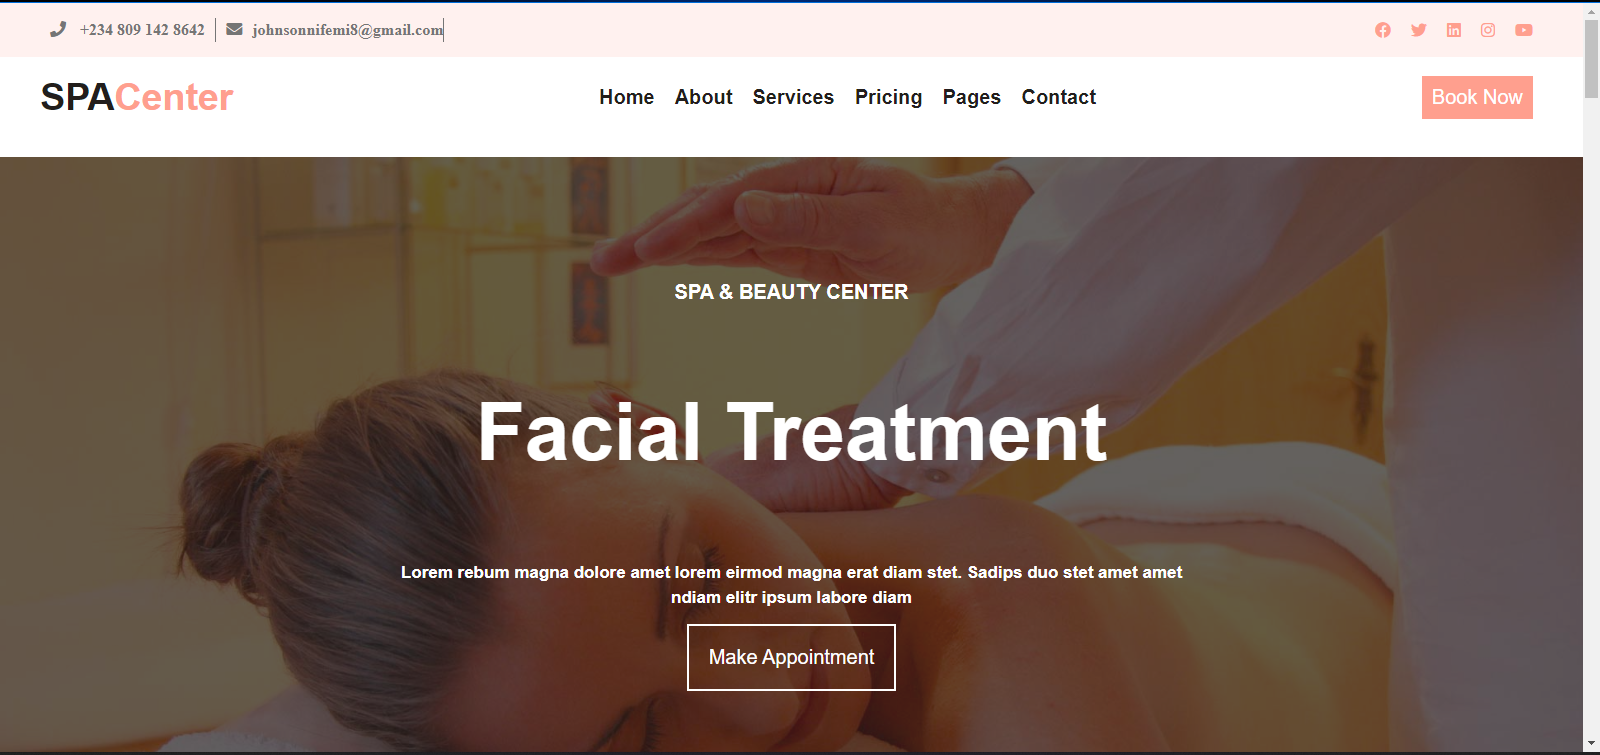 +234 809 142 8642 johnsonnifemi8@gmail.com
SPACenter Home About Services Pricing Pages Contact Book Now
SPA & BEAUTY CENTER
Facial Treatment
Lorem rebum magna dolore amet lorem eirmod magna erat diam stet. Sadips duo stet amet amet
ndiam elitr ipsum labore diam
Make Appointment